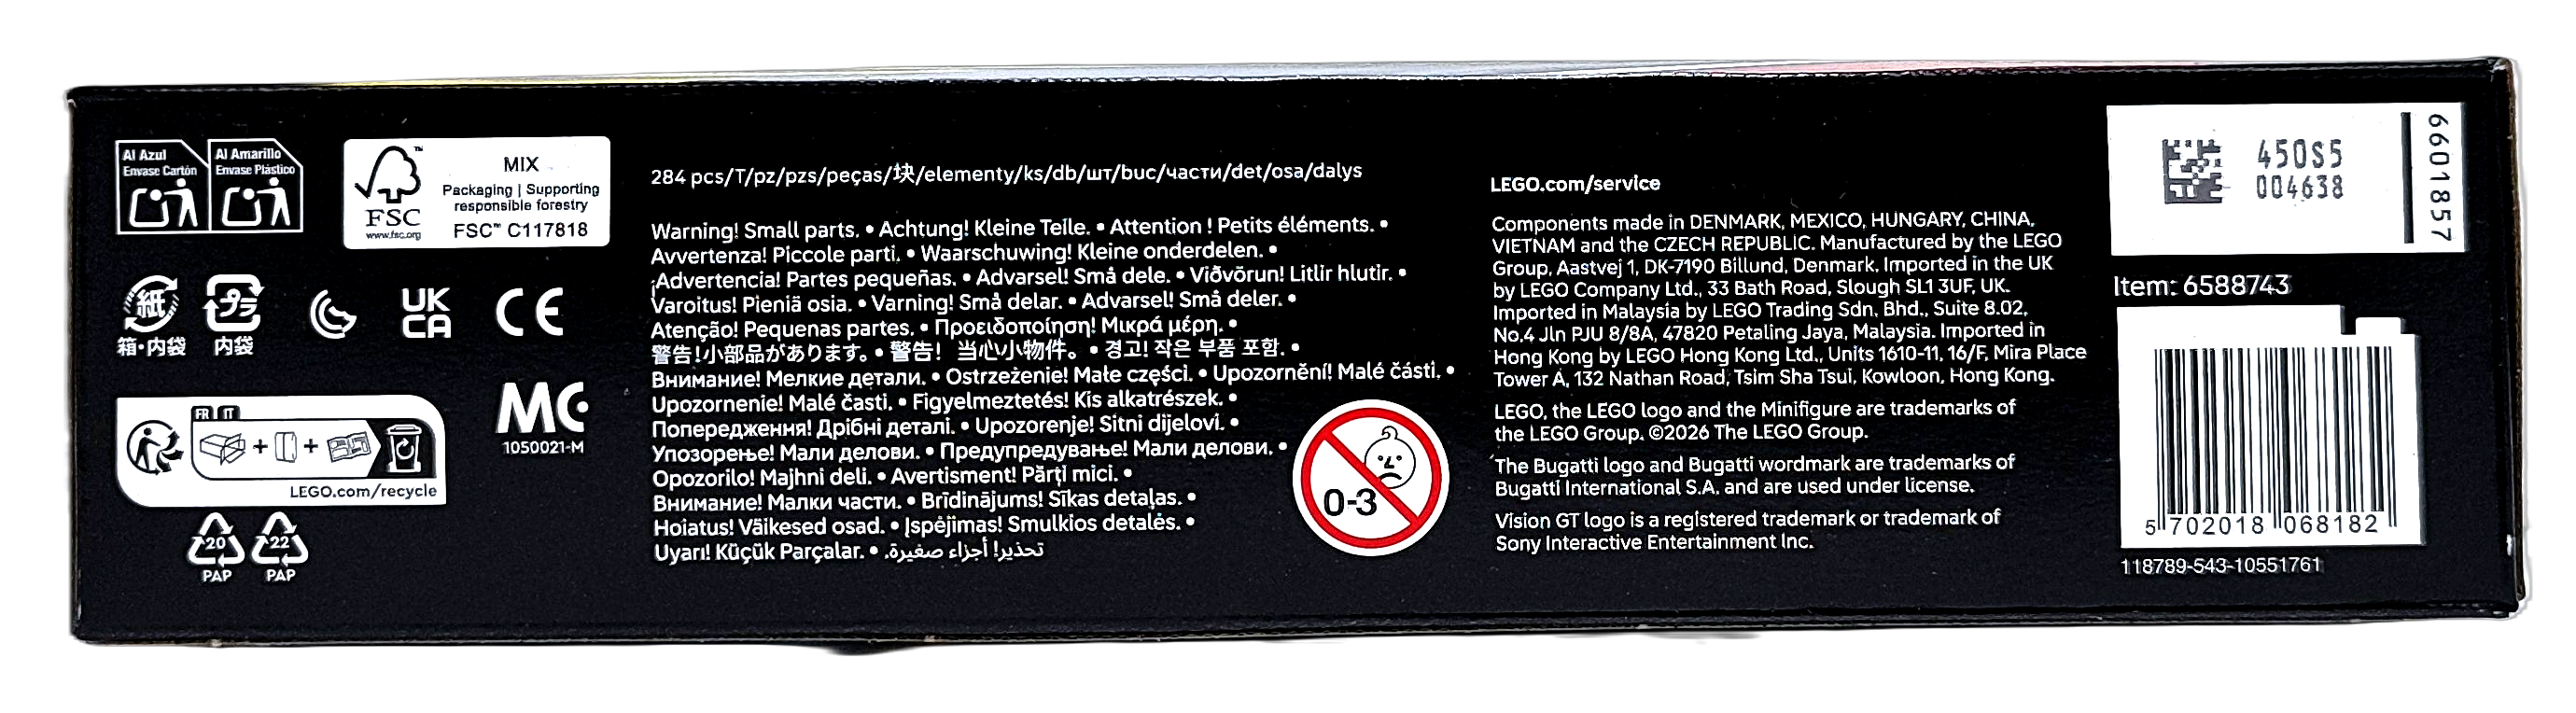 Al Azul
Envase Cartón
Al Amarillo
Envase Plástico
FSC
www.fsc.org
MIX
Packaging | Supporting
responsible forestry
FSC™ C117818
紙
箱・内袋
プラ
内袋
UK
CA
CE
FR IT
LEGO.com/recycle
MC
1050021-M
20
PAP
22
PAP
284 pcs/T/pz/pzs/peças/块/elementy/ks/db/шт/buc/части/det/osa/dalys
Warning! Small parts. • Achtung! Kleine Teile. • Attention ! Petits éléments. •
Avvertenza! Piccole parti. • Waarschuwing! Kleine onderdelen. •
¡Advertencia! Partes pequeñas. • Advarsel! Små dele. • Viðvörun! Litlir hlutir. •
Varoitus! Pieniä osia. • Varning! Små delar. • Advarsel! Små deler. •
Atenção! Pequenas partes. • Προειδοποίηση! Μικρά μέρη. •
警告!小部品があります。• 警告！ 当心小物件。 • 경고! 작은 부품 포함. •
Внимание! Мелкие детали. • Ostrzeżenie! Małe części. • Upozornění! Malé části. •
Upozornenie! Malé časti. • Figyelmeztetés! Kis alkatrészek. •
Попередження! Дрібні деталі. • Upozorenje! Sitni dijelovi. •
Упозорење! Мали делови. • Предупредување! Мали делови. •
Opozorilo! Majhni deli. • Avertisment! Părți mici. •
Внимание! Малки части. • Brīdinājums! Sīkas detaļas. •
Hoiatus! Väikesed osad. • Įspėjimas! Smulkios detalės. •
Uyarı! Küçük Parçalar. • تحذير! أجزاء صغيرة.
0-3
LEGO.com/service
Components made in DENMARK, MEXICO, HUNGARY, CHINA,
VIETNAM and the CZECH REPUBLIC. Manufactured by the LEGO
Group, Aastvej 1, DK-7190 Billund, Denmark. Imported in the UK
by LEGO Company Ltd., 33 Bath Road, Slough SL1 3UF, UK.
Imported in Malaysia by LEGO Trading Sdn. Bhd., Suite 8.02,
No.4 Jln PJU 8/8A, 47820 Petaling Jaya, Malaysia. Imported in
Hong Kong by LEGO Hong Kong Ltd., Units 1610-11, 16/F, Mira Place
Tower A, 132 Nathan Road, Tsim Sha Tsui, Kowloon, Hong Kong.
LEGO, the LEGO logo and the Minifigure are trademarks of
the LEGO Group. ©2026 The LEGO Group.
The Bugatti logo and Bugatti wordmark are trademarks of
Bugatti International S.A. and are used under license.
Vision GT logo is a registered trademark or trademark of
Sony Interactive Entertainment Inc.
450S5
004638
6601857
Item: 6588743
5 702018 068182
118789-543-10551761